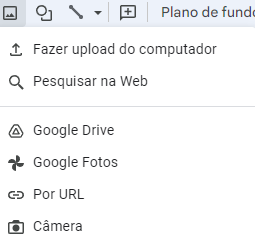 Plano de fundo
Fazer upload do computador
Pesquisar na Web
Google Drive
Google Fotos
Por URL
Câmera